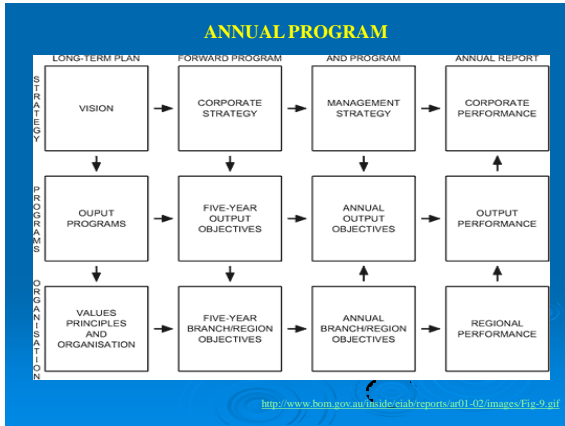 ANNUAL PROGRAM
LONG-TERM PLAN
FORWARD PROGRAM
AND PROGRAM
ANNUAL REPORT
STRATEGY
VISION
CORPORATE
STRATEGY
MANAGEMENT
STRATEGY
CORPORATE
PERFORMANCE
PROGRAMS
OUPUT
PROGRAMS
FIVE-YEAR
OUTPUT
OBJECTIVES
ANNUAL
OUTPUT
OBJECTIVES
OUTPUT
PERFORMANCE
ORGANISATION
VALUES
PRINCIPLES
AND
ORGANISATION
FIVE-YEAR
BRANCH/REGION
OBJECTIVES
ANNUAL
BRANCH/REGION
OBJECTIVES
REGIONAL
PERFORMANCE
http://www.bom.gov.au/inside/eiab/reports/ar01-02/images/Fig-9.gif